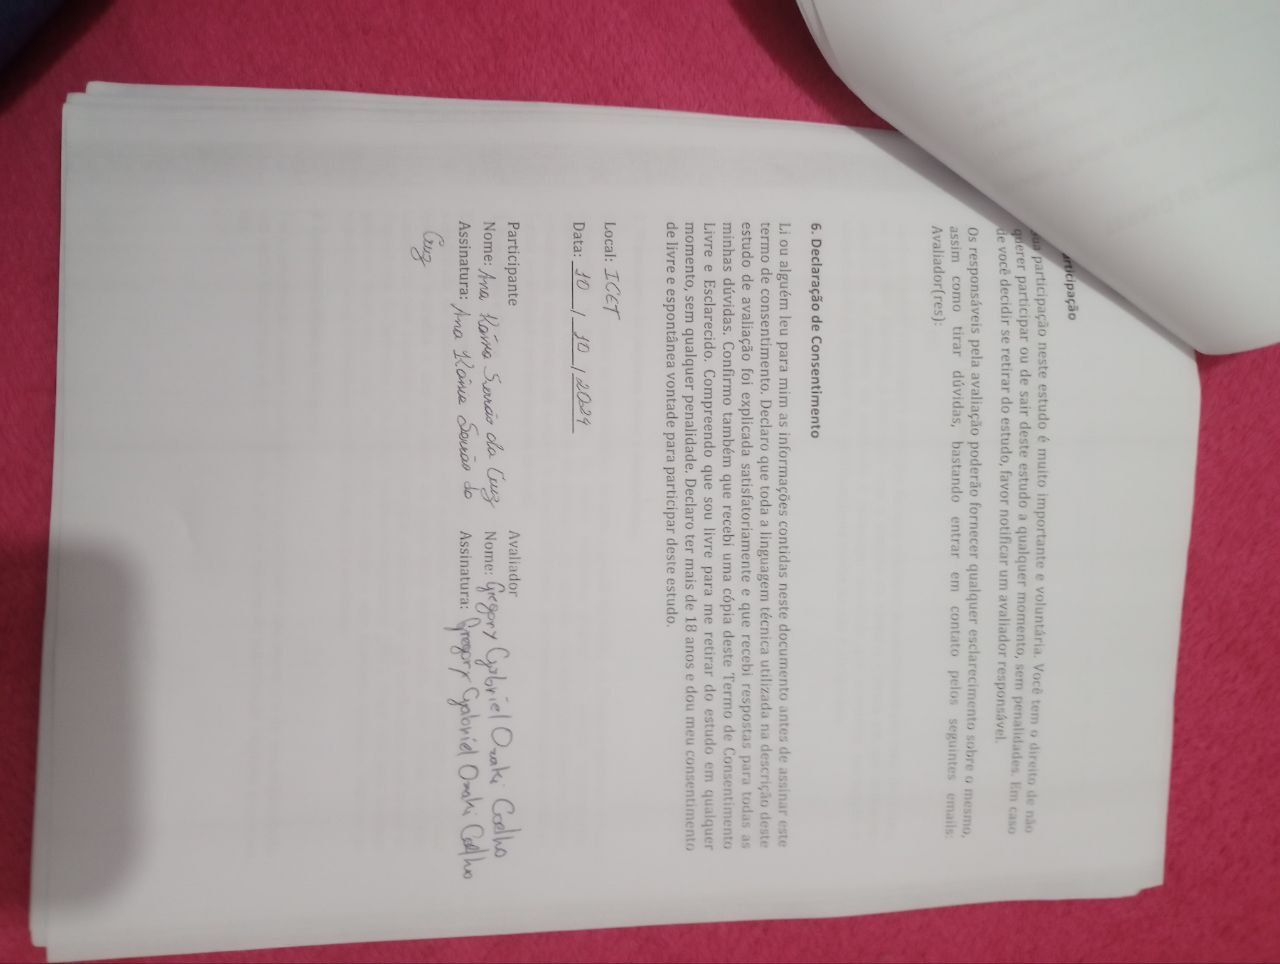 rticipação
sua participação neste estudo é muito importante e voluntária. Você tem o direito de não
querer participar ou de sair deste estudo a qualquer momento, sem penalidades. Em caso
de você decidir se retirar do estudo, favor notificar um avaliador responsável.
Os responsáveis pela avaliação poderão fornecer qualquer esclarecimento sobre o mesmo,
assim como tirar dúvidas, bastando entrar em contato pelos seguintes emails:
Avaliador(res):
6. Declaração de Consentimento
Li ou alguém leu para mim as informações contidas neste documento antes de assinar este
termo de consentimento. Declaro que toda a linguagem técnica utilizada na descrição deste
estudo de avaliação foi explicada satisfatoriamente e que recebi respostas para todas as
minhas dúvidas. Confirmo também que recebi uma cópia deste Termo de Consentimento
Livre e Esclarecido. Compreendo que sou livre para me retirar do estudo em qualquer
momento, sem qualquer penalidade. Declaro ter mais de 18 anos e dou meu consentimento
de livre e espontânea vontade para participar deste estudo.
Local: ICET
Data: 10 / 10 / 2024
Participante
Nome: Ana Kássia Serrão da Cruz
Assinatura: Ana Kássia Serrão da
Cruz
Avaliador
Nome: Gregory Gabriel Ozaki Coelho
Assinatura: Gregory Gabriel Ozaki Coelho